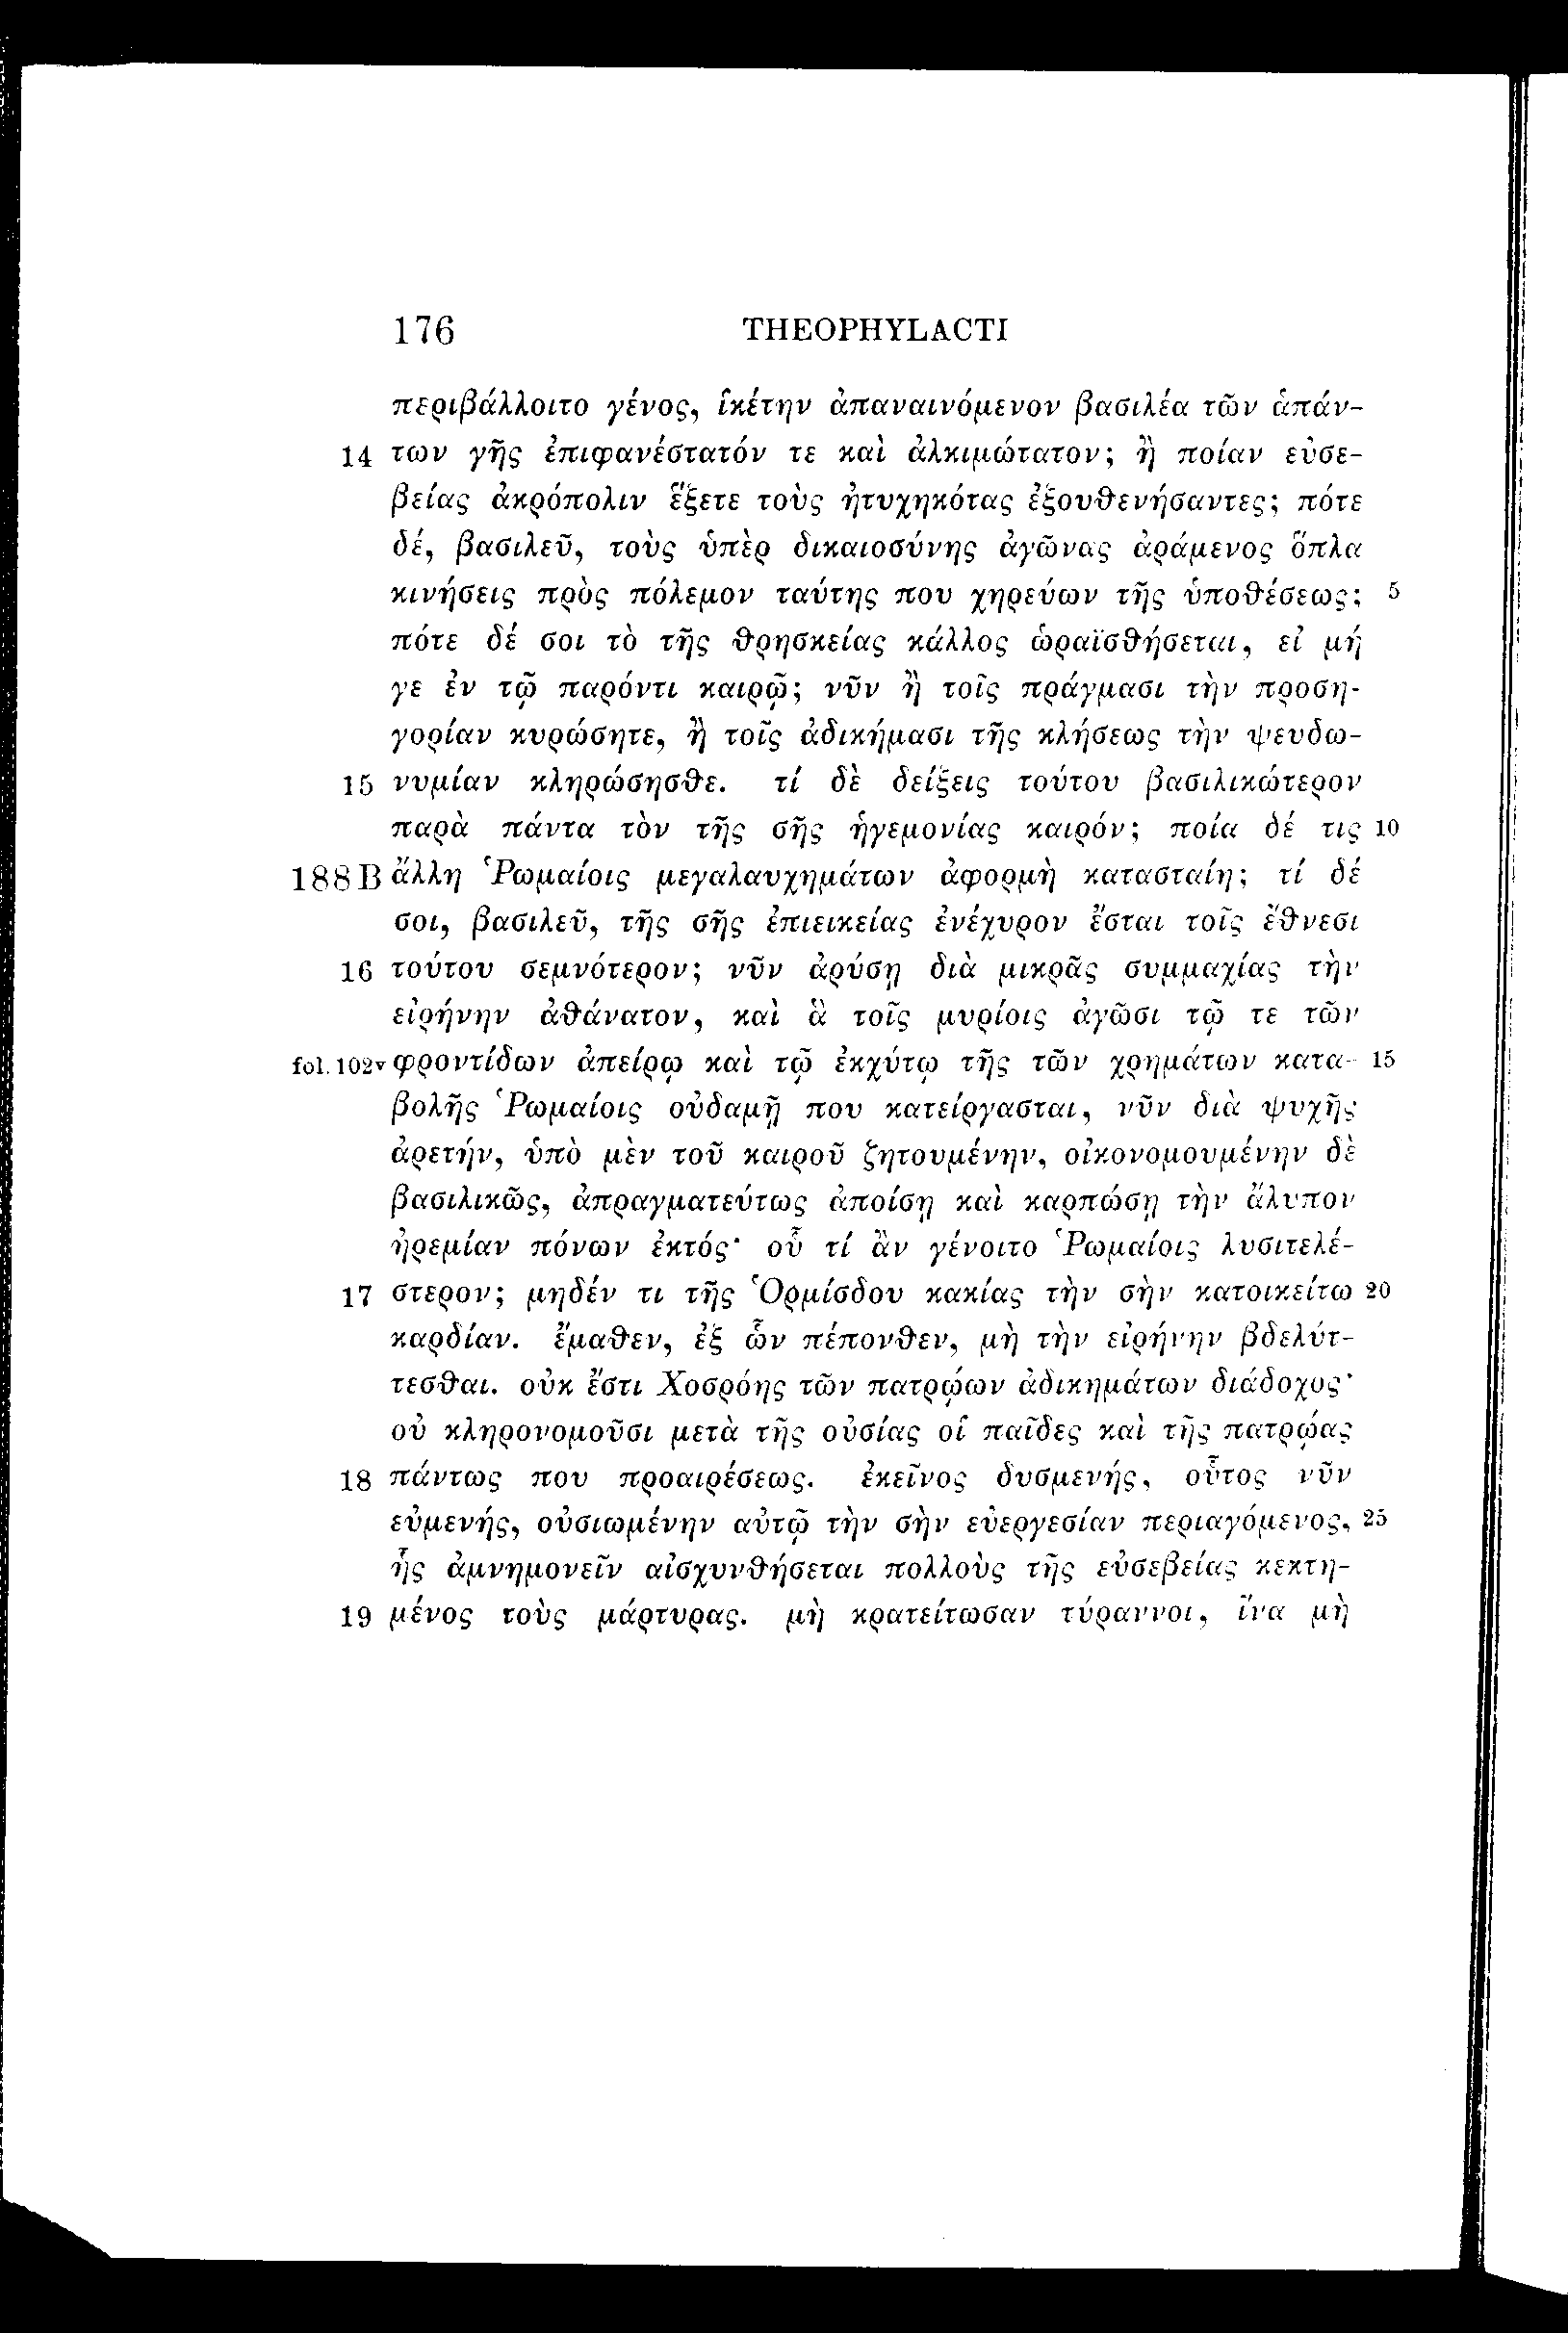 176 THEOPHYLACTI
περιβάλλοιτο γένος, ἱκέτην ἀπαναινόμενον βασιλέα τῶν ἁπάν-
14 των γῆς ἐπιφανέστατόν τε καὶ ἀλκιμώτατον; ἢ ποίαν εὐσε-
βείας ἀκρόπολιν ἕξετε τοὺς ἠτυχηκότας ἐξουθενήσαντες; πότε
δέ, βασιλεῦ, τοὺς ὑπὲρ δικαιοσύνης ἀγῶνας ἀράμενος ὅπλα
κινήσεις πρὸς πόλεμον ταύτης που χηρεύων τῆς ὑποθέσεως; 5
πότε δέ σοι τὸ τῆς θρησκείας κάλλος ὡραϊσθήσεται, εἰ μή
γε ἐν τῷ παρόντι καιρῷ; νῦν ἢ τοῖς πράγμασι τὴν προση-
γορίαν κυρώσητε, ἢ τοῖς ἀδικήμασι τῆς κλήσεως τὴν ψευδω-
15 νυμίαν κληρώσησθε. τί δὲ δείξεις τούτου βασιλικώτερον
παρὰ πάντα τὸν τῆς σῆς ἡγεμονίας καιρόν; ποία δέ τις 10
188 B ἄλλη Ῥωμαίοις μεγαλαυχημάτων ἀφορμὴ κατασταίη; τί δέ
σοι, βασιλεῦ, τῆς σῆς ἐπιεικείας ἐνέχυρον ἔσται τοῖς ἔθνεσι
16 τούτου σεμνότερον; νῦν ἀρύσῃ διὰ μικρᾶς συμμαχίας τὴν
εἰρήνην ἀθάνατον, καὶ ἃ τοῖς μυρίοις ἀγῶσι τῷ τε τῶν
fol. 102v φροντίδων ἀπείρῳ καὶ τῷ ἐκχύτῳ τῆς τῶν χρημάτων κατα- 15
βολῆς Ῥωμαίοις οὐδαμῇ που κατείργασται, νῦν διὰ ψυχῆς
ἀρετήν, ὑπὸ μὲν τοῦ καιροῦ ζητουμένην, οἰκονομουμένην δὲ
βασιλικῶς, ἀπραγματεύτως ἀποίσῃ καὶ καρπώσῃ τὴν ἄλυπον
ἠρεμίαν πόνων ἐκτός· οὗ τί ἂν γένοιτο Ῥωμαίοις λυσιτελέ-
17 στερον; μηδέν τι τῆς Ὁρμίσδου κακίας τὴν σὴν κατοικείτω 20
καρδίαν. ἔμαθεν, ἐξ ὧν πέπονθεν, μὴ τὴν εἰρήνην βδελύτ-
τεσθαι. οὐκ ἔστι Χοσρόης τῶν πατρῴων ἀδικημάτων διάδοχος·
οὐ κληρονομοῦσι μετὰ τῆς οὐσίας οἱ παῖδες καὶ τῆς πατρῴας
18 πάντως που προαιρέσεως. ἐκεῖνος δυσμενής, οὗτος νῦν
εὐμενής, οὐσιωμένην αὐτῷ τὴν σὴν εὐεργεσίαν περιαγόμενος, 25
ἧς ἀμνημονεῖν αἰσχυνθήσεται πολλοὺς τῆς εὐσεβείας κεκτη-
19 μένος τοὺς μάρτυρας. μὴ κρατείτωσαν τύραννοι, ἵνα μὴ